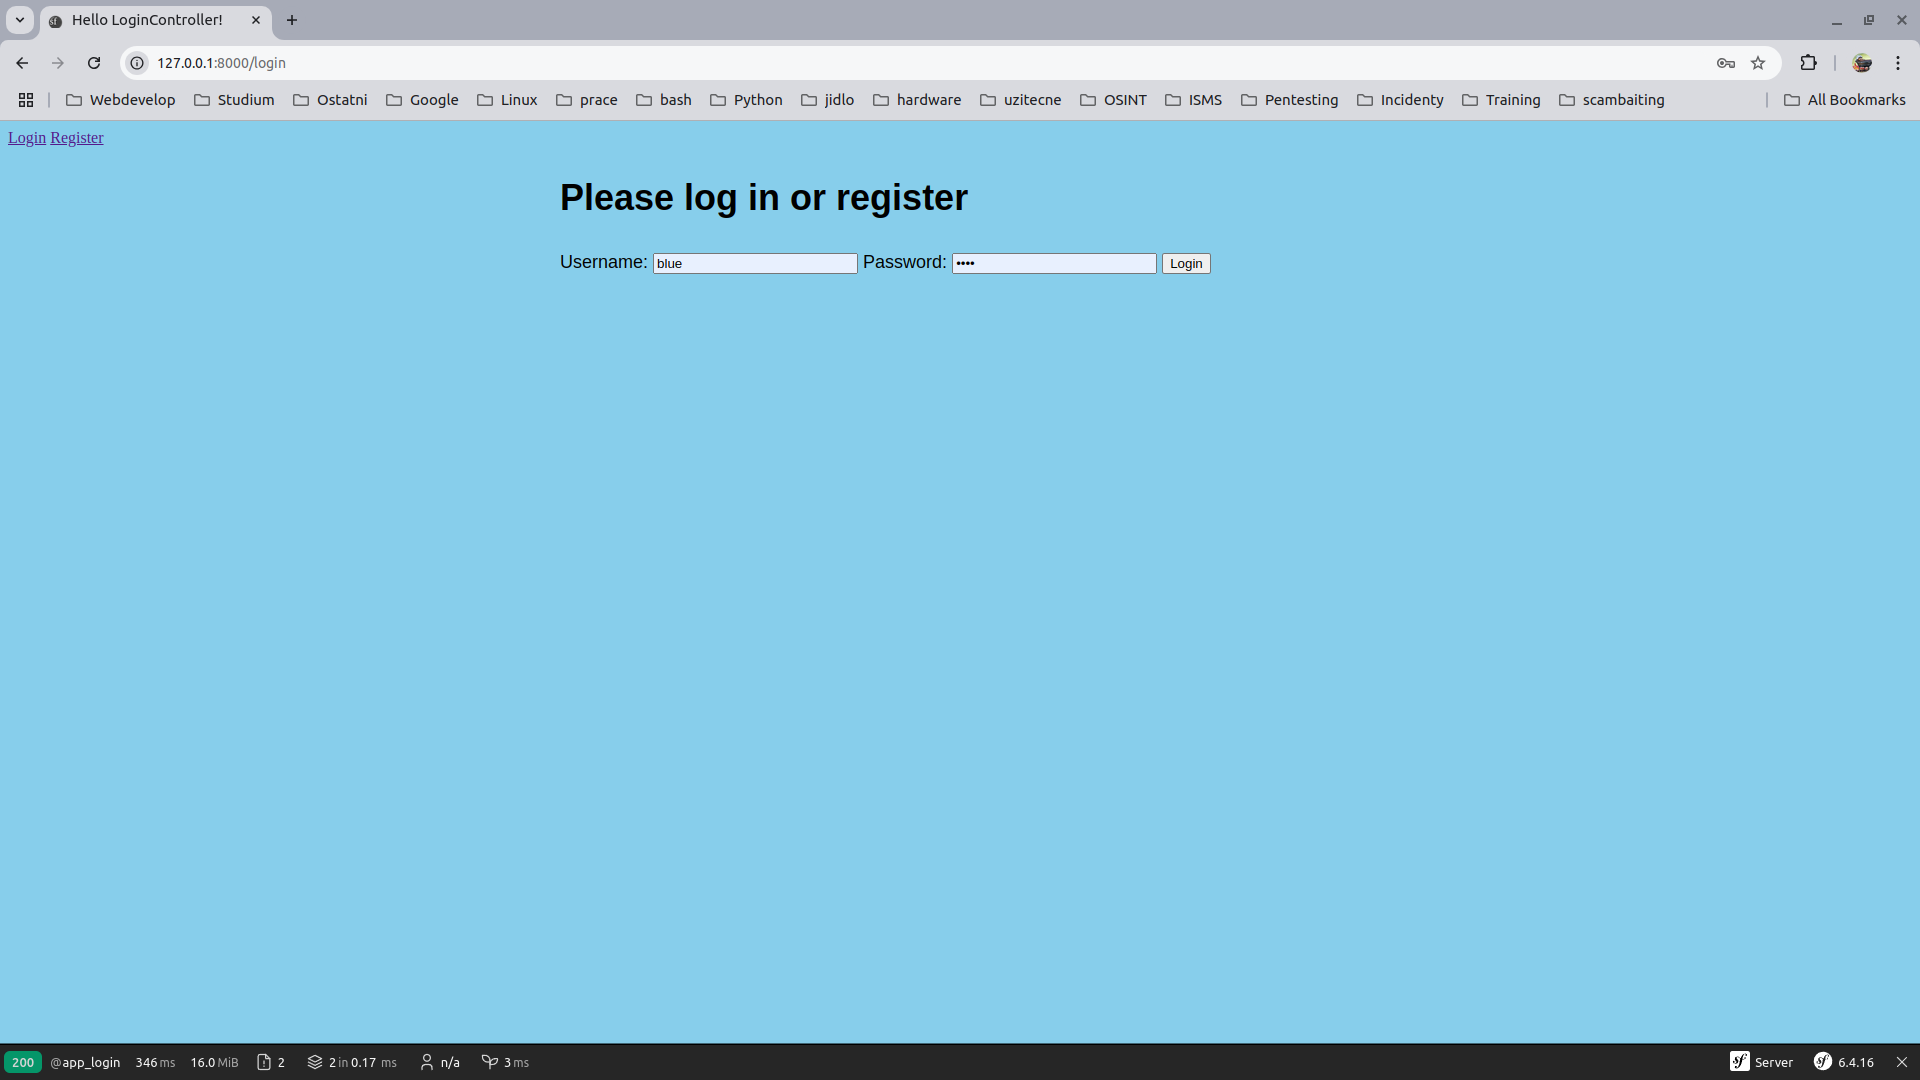 Hello LoginController!
127.0.0.1:8000/login
Webdevelop Studium Ostatni Google Linux prace bash Python jidlo hardware uzitecne OSINT ISMS Pentesting Incidenty Training scambaiting All Bookmarks
Login Register
Please log in or register
Username: blue Password: •••• Login
200 @app_login 346 ms 16.0 MiB 2 2 in 0.17 ms n/a 3 ms sf Server sf 6.4.16